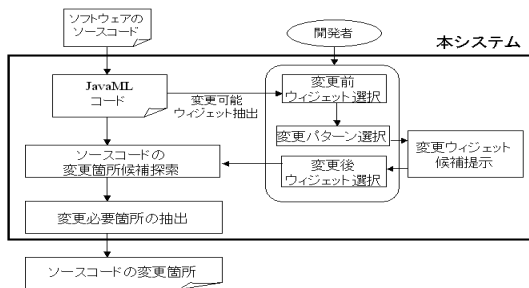 ソフトウェアの
ソースコード
開発者
本システム
JavaML
コード
変更可能
ウィジェット抽出
変更前
ウィジェット選択
変更パターン選択
変更ウィジェット
候補提示
変更後
ウィジェット選択
ソースコードの
変更箇所候補探索
変更必要箇所の抽出
ソースコードの変更箇所